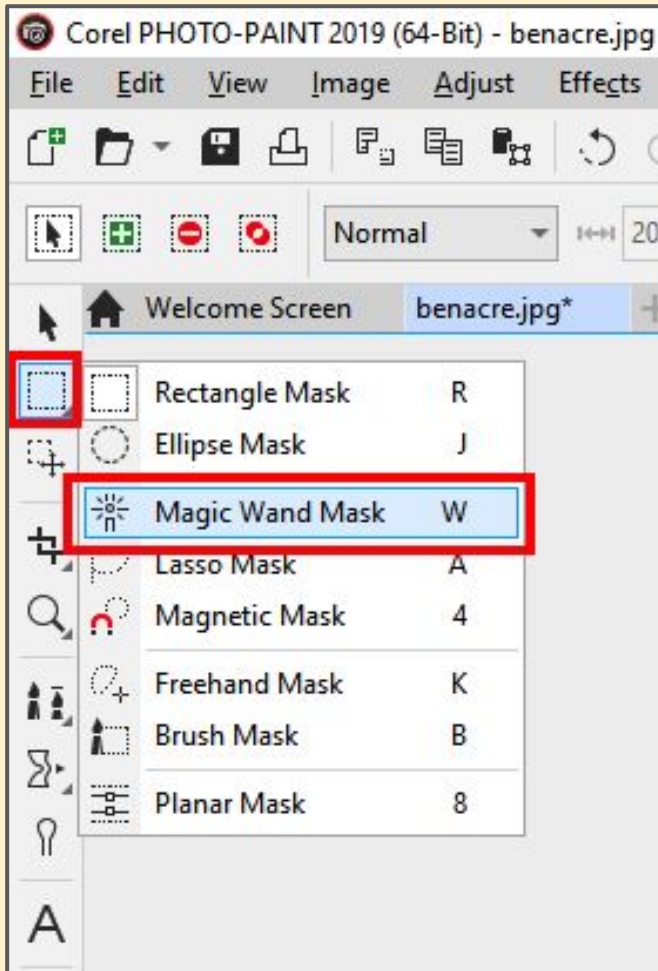 Corel PHOTO-PAINT 2019 (64-Bit) - benacre.jpg
File Edit View Image Adjust Effects
Normal 20
Welcome Screen benacre.jpg*
Rectangle Mask R
Ellipse Mask J
Magic Wand Mask W
Lasso Mask A
Magnetic Mask 4
Freehand Mask K
Brush Mask B
Planar Mask 8
A